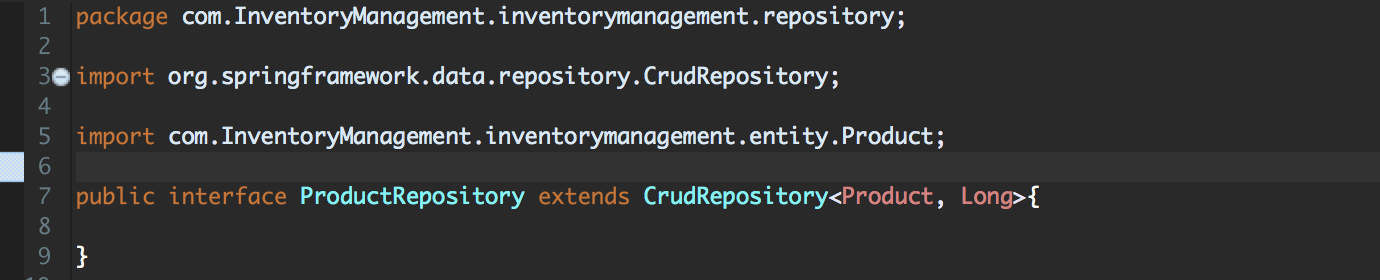 1 package com.InventoryManagement.inventorymanagement.repository;
2
3 import org.springframework.data.repository.CrudRepository;
4
5 import com.InventoryManagement.inventorymanagement.entity.Product;
6
7 public interface ProductRepository extends CrudRepository<Product, Long>{
8
9 }